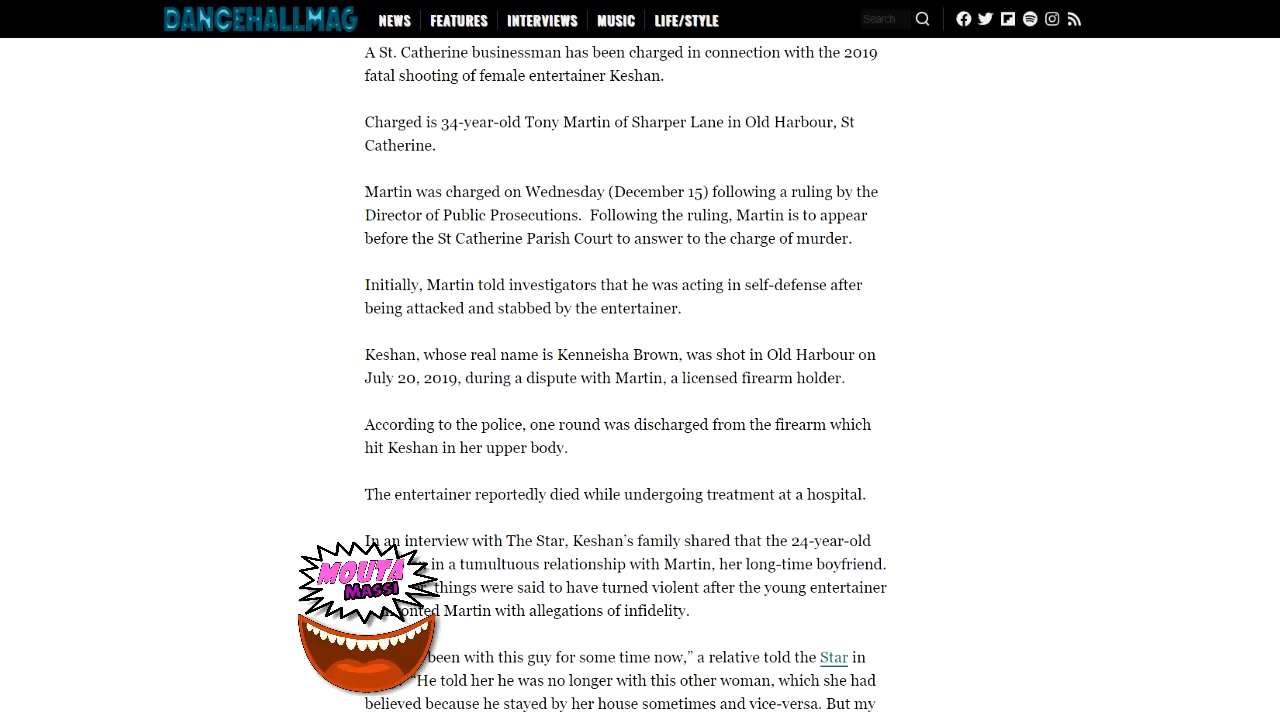 DANCEHALLMAG NEWS FEATURES INTERVIEWS MUSIC LIFE/STYLE Search
A St. Catherine businessman has been charged in connection with the 2019
fatal shooting of female entertainer Keshan.
Charged is 34-year-old Tony Martin of Sharper Lane in Old Harbour, St
Catherine.
Martin was charged on Wednesday (December 15) following a ruling by the
Director of Public Prosecutions.  Following the ruling, Martin is to appear
before the St Catherine Parish Court to answer to the charge of murder.
Initially, Martin told investigators that he was acting in self-defense after
being attacked and stabbed by the entertainer.
Keshan, whose real name is Kenneisha Brown, was shot in Old Harbour on
July 20, 2019, during a dispute with Martin, a licensed firearm holder.
According to the police, one round was discharged from the firearm which
hit Keshan in her upper body.
The entertainer reportedly died while undergoing treatment at a hospital.
In an interview with The Star, Keshan’s family shared that the 24-year-old
in a tumultuous relationship with Martin, her long-time boyfriend.
things were said to have turned violent after the young entertainer
Martin with allegations of infidelity.
been with this guy for some time now,” a relative told the Star in
“He told her he was no longer with this other woman, which she had
believed because he stayed by her house sometimes and vice-versa. But my
MOUTA
MASSI